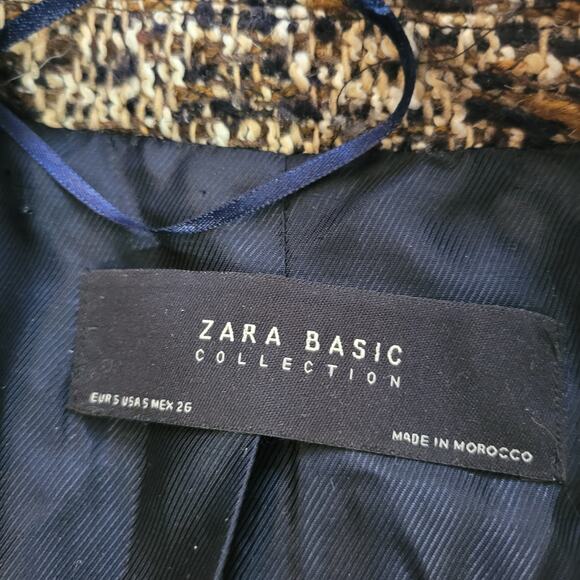 ZARA BASIC
COLLECTION
EUR S USA S MEX 26
MADE IN MOROCCO